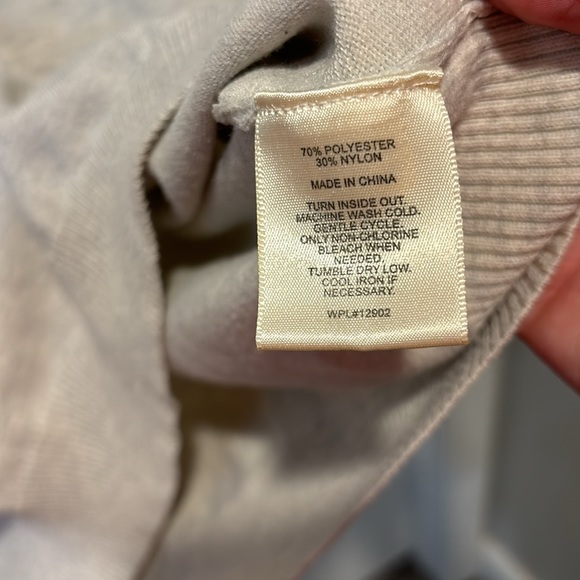 70% POLYESTER
30% NYLON
MADE IN CHINA
TURN INSIDE OUT.
MACHINE WASH COLD.
GENTLE CYCLE.
ONLY NON-CHLORINE
BLEACH WHEN
NEEDED.
TUMBLE DRY LOW.
COOL IRON IF
NECESSARY.
WPL#12902